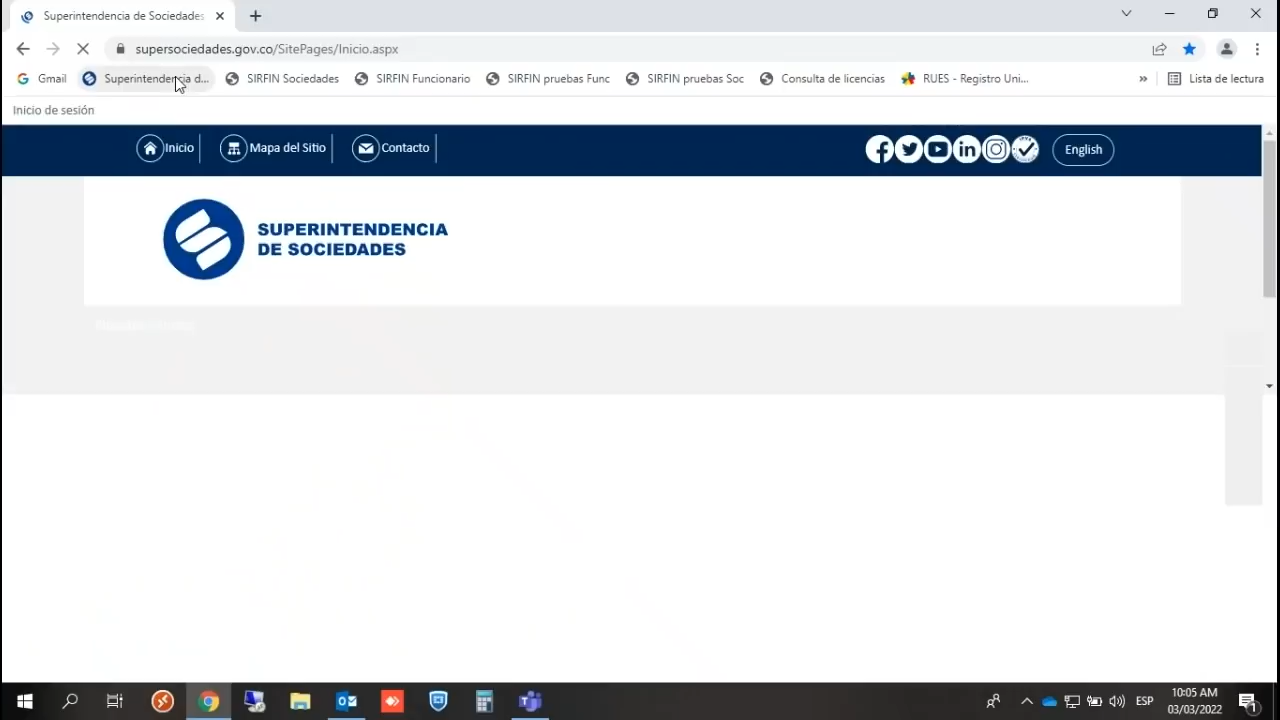 Superintendencia de Sociedades
supersociedades.gov.co/SitePages/Inicio.aspx
Gmail
Superintendencia d...
SIRFIN Sociedades
SIRFIN Funcionario
SIRFIN pruebas Func
SIRFIN pruebas Soc
Consulta de licencias
RUES - Registro Uni...
»
Lista de lectura
Inicio de sesión
Inicio
Mapa del Sitio
Contacto
English
SUPERINTENDENCIA
DE SOCIEDADES
ESP
10:05 AM
03/03/2022
1